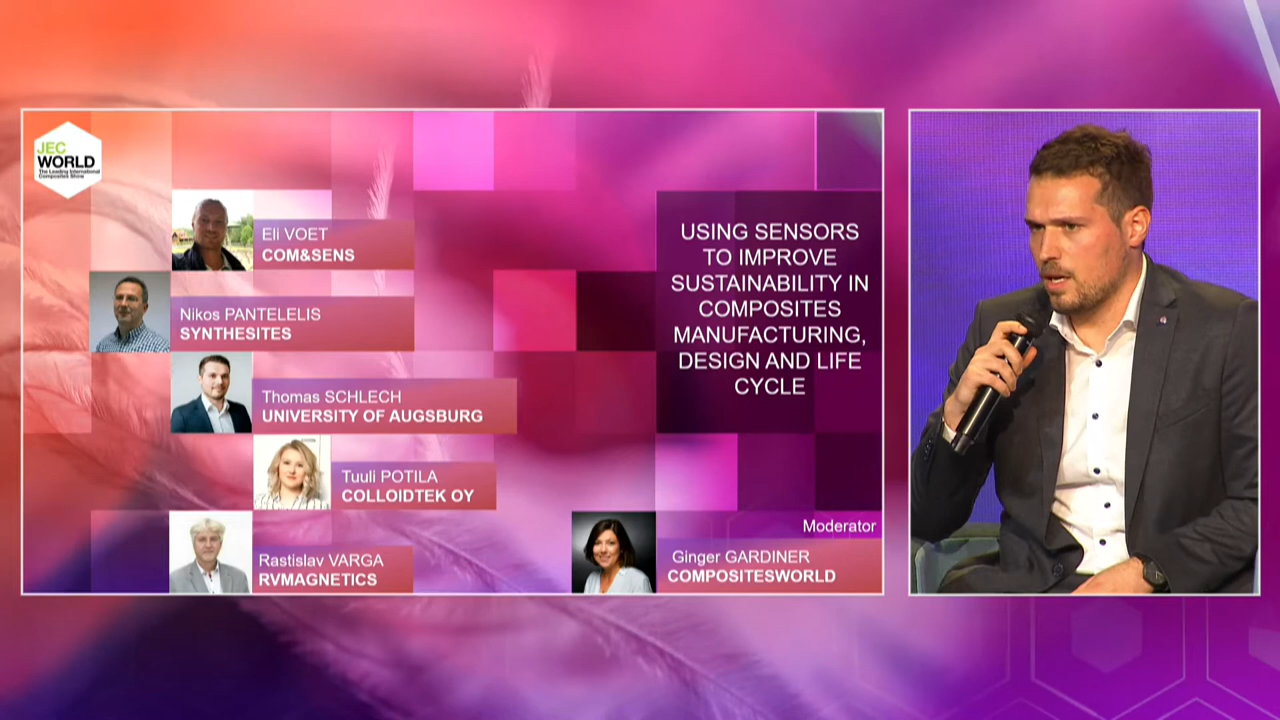 JEC
WORLD
The Leading International
Composites Show
Eli VOET
COM&SENS
Nikos PANTELELIS
SYNTHESITES
Thomas SCHLECH
UNIVERSITY OF AUGSBURG
Tuuli POTILA
COLLOIDTEK OY
Rastislav VARGA
RVMAGNETICS
USING SENSORS
TO IMPROVE
SUSTAINABILITY IN
COMPOSITES
MANUFACTURING,
DESIGN AND LIFE
CYCLE
Moderator
Ginger GARDINER
COMPOSITESWORLD